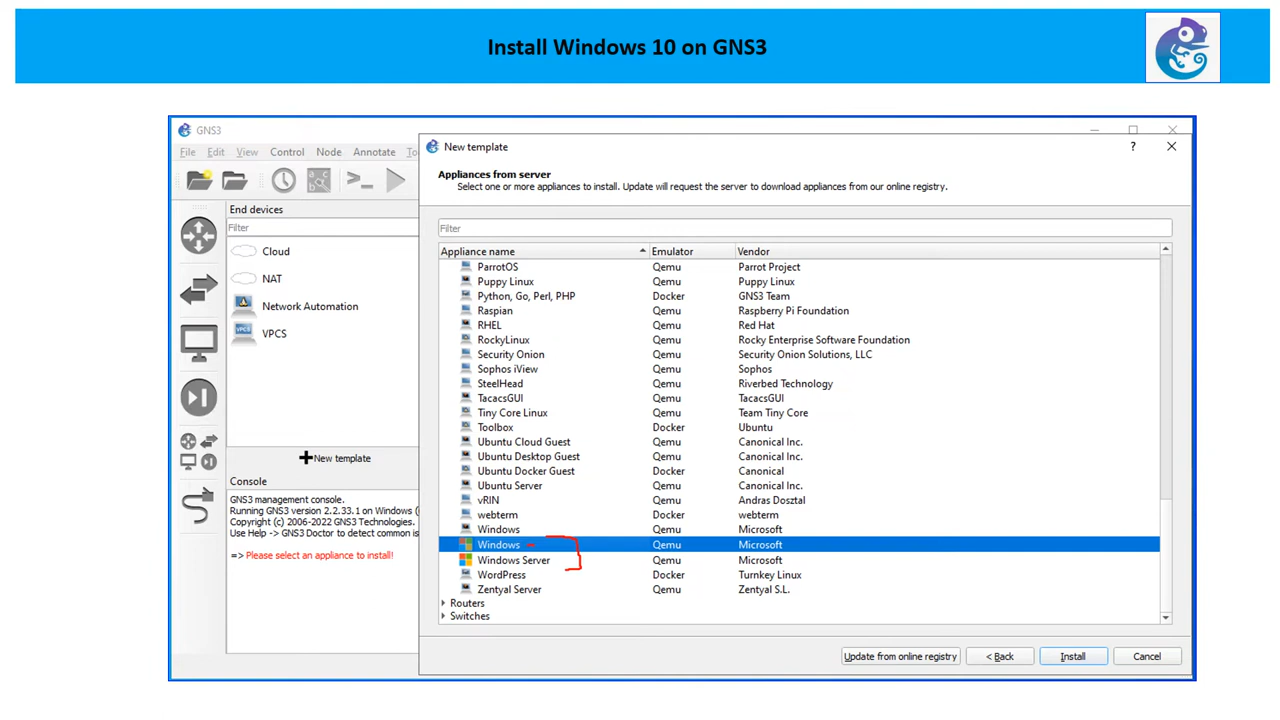 Install Windows 10 on GNS3
GNS3
File Edit View Control Node Annotate To
New template ?
Appliances from server
Select one or more appliances to install. Update will request the server to download appliances from our online registry.
End devices
Filter
Cloud
NAT
Network Automation
VPCS
VPCS
New template
Console
GNS3 management console.
Running GNS3 version 2.2.33.1 on Windows (
Copyright (c) 2006-2022 GNS3 Technologies.
Use Help -> GNS3 Doctor to detect common is
=> Please select an appliance to install!
Filter
Appliance name Emulator Vendor
ParrotOS Qemu Parrot Project
Puppy Linux Qemu Puppy Linux
Python, Go, Perl, PHP Docker GNS3 Team
Raspian Qemu Raspberry Pi Foundation
RHEL Qemu Red Hat
RockyLinux Qemu Rocky Enterprise Software Foundation
Security Onion Qemu Security Onion Solutions, LLC
Sophos iView Qemu Sophos
SteelHead Qemu Riverbed Technology
TacacsGUI Qemu TacacsGUI
Tiny Core Linux Qemu Team Tiny Core
Toolbox Docker Ubuntu
Ubuntu Cloud Guest Qemu Canonical Inc.
Ubuntu Desktop Guest Qemu Canonical Inc.
Ubuntu Docker Guest Docker Canonical
Ubuntu Server Qemu Canonical Inc.
vRIN Qemu Andras Dosztal
webterm Docker webterm
Windows Qemu Microsoft
Windows Qemu Microsoft
Windows Server Qemu Microsoft
WordPress Docker Turnkey Linux
Zentyal Server Qemu Zentyal S.L.
Routers
Switches
Update from online registry < Back Install Cancel